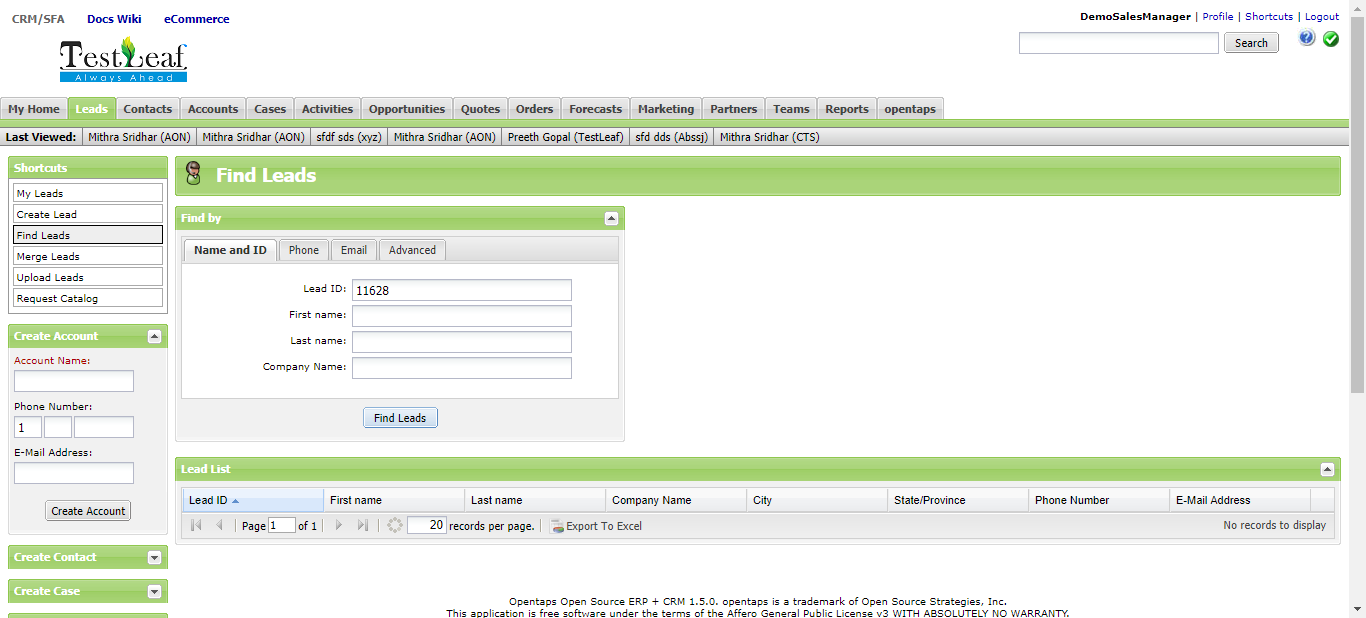 CRM/SFA Docs Wiki eCommerce
DemoSalesManager | Profile | Shortcuts | Logout
Search
TestLeaf
Always Ahead
My Home Leads Contacts Accounts Cases Activities Opportunities Quotes Orders Forecasts Marketing Partners Teams Reports opentaps
Last Viewed: Mithra Sridhar (AON) Mithra Sridhar (AON) sfdf sds (xyz) Mithra Sridhar (AON) Preeth Gopal (TestLeaf) sfd dds (Abssj) Mithra Sridhar (CTS)
Shortcuts
My Leads
Create Lead
Find Leads
Merge Leads
Upload Leads
Request Catalog
Create Account
Account Name:
Phone Number:
1
E-Mail Address:
Create Account
Create Contact
Create Case
Find Leads
Find by
Name and ID Phone Email Advanced
Lead ID: 11628
First name:
Last name:
Company Name:
Find Leads
Lead List
Lead ID First name Last name Company Name City State/Province Phone Number E-Mail Address
Page 1 of 1 20 records per page. Export To Excel No records to display
Opentaps Open Source ERP + CRM 1.5.0. opentaps is a trademark of Open Source Strategies, Inc.
This application is free software under the terms of the Affero General Public License v3 WITH ABSOLUTELY NO WARRANTY.